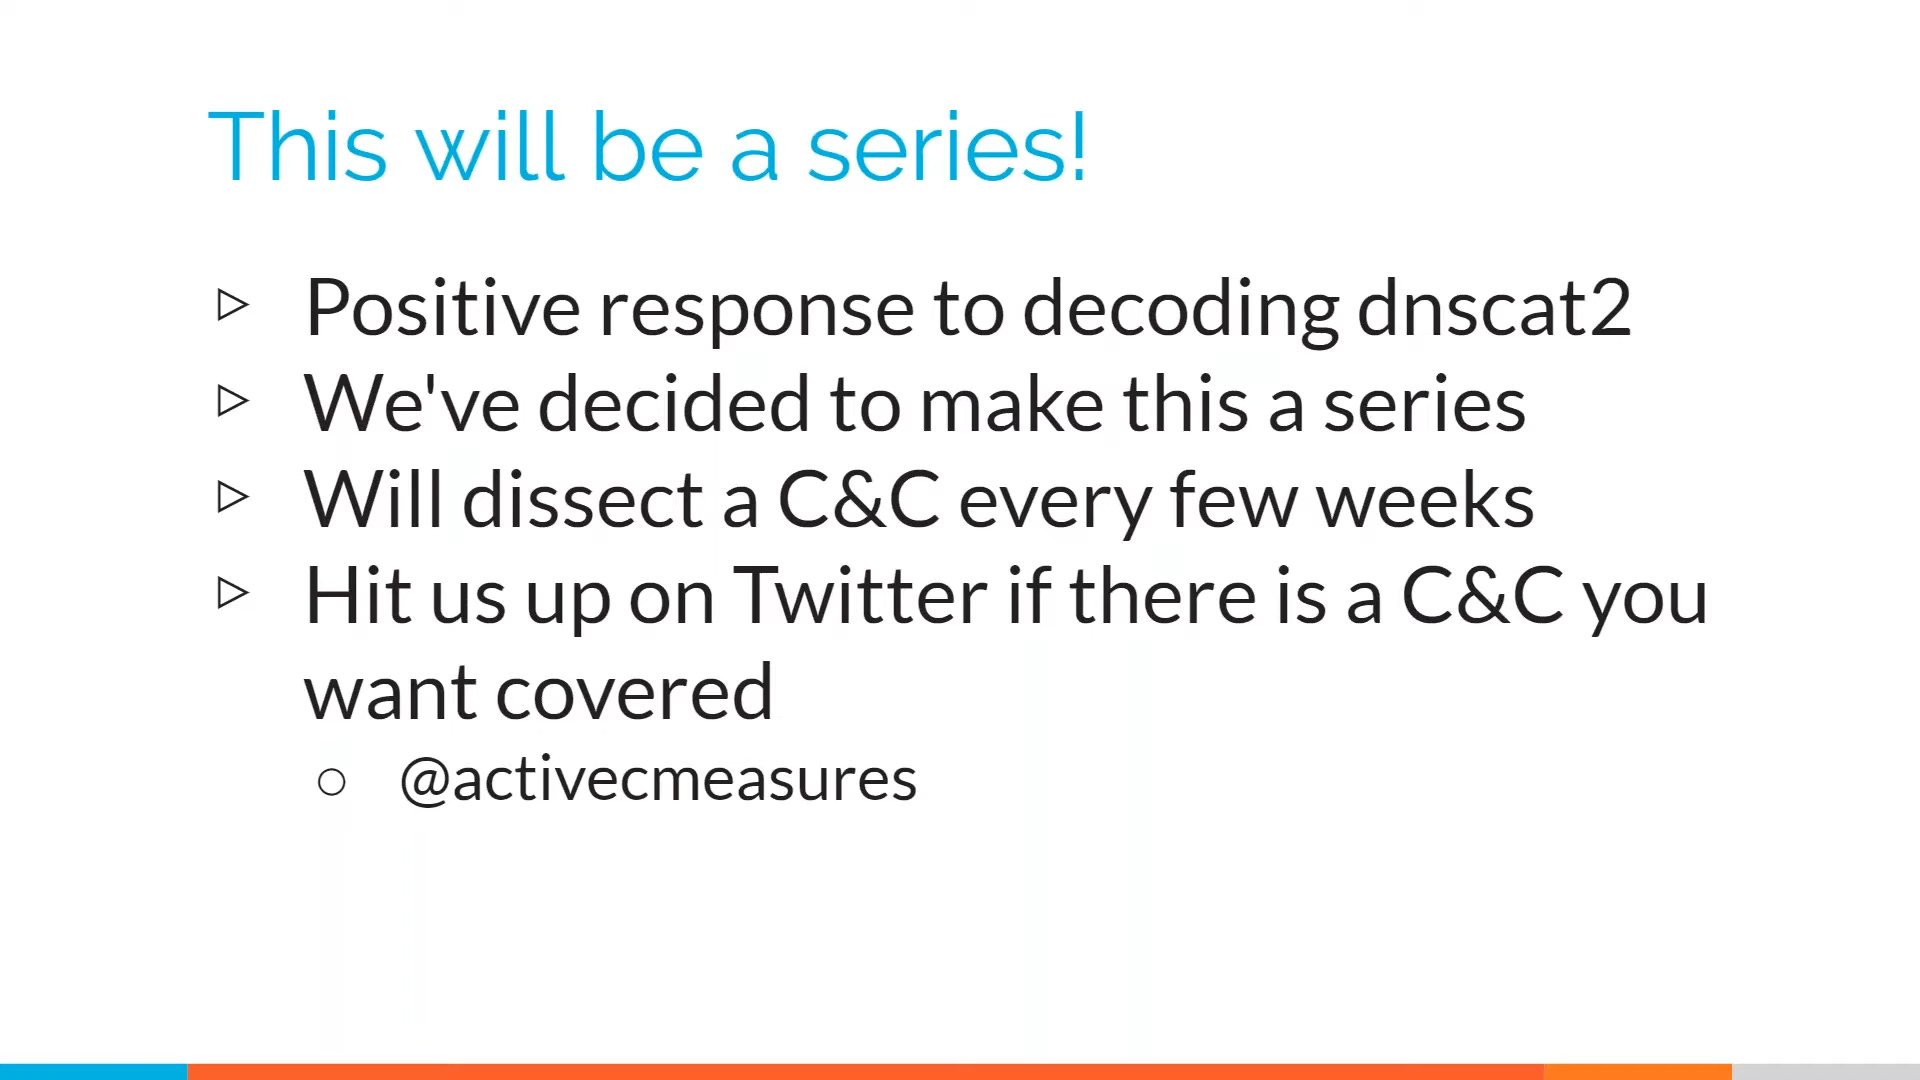 This will be a series!
▷ Positive response to decoding dnscat2
▷ We've decided to make this a series
▷ Will dissect a C&C every few weeks
▷ Hit us up on Twitter if there is a C&C you
want covered
○ @activecmeasures